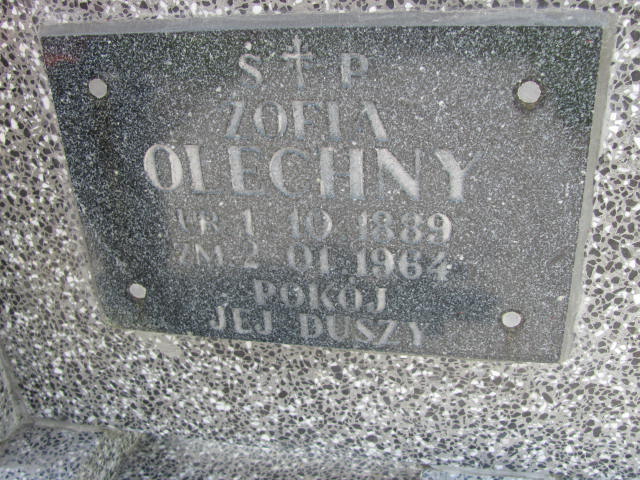 Ś † P
ZOFIA
OLECHNY
UR 1 10 1889
ZM 2 01 1964
POKÓJ
JEJ DUSZY